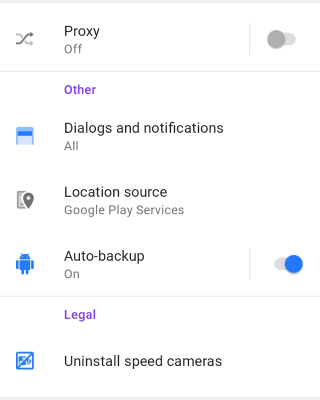 Proxy
Off
Other
Dialogs and notifications
All
Location source
Google Play Services
Auto-backup
On
Legal
Uninstall speed cameras